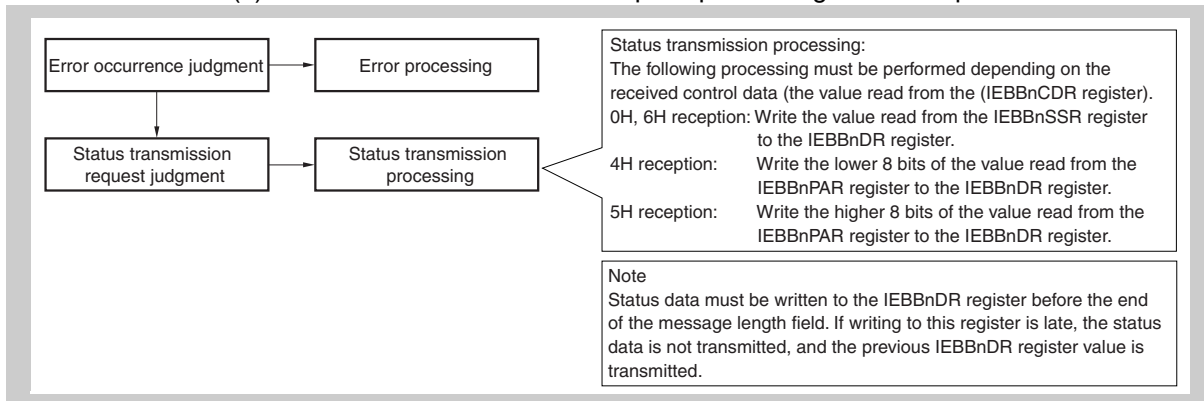 Error occurrence judgment
Error processing
Status transmission
request judgment
Status transmission
processing
Status transmission processing:
The following processing must be performed depending on the
received control data (the value read from the (IEBBnCDR register).
0H, 6H reception: Write the value read from the IEBBnSSR register
to the IEBBnDR register.
4H reception: Write the lower 8 bits of the value read from the
IEBBnPAR register to the IEBBnDR register.
5H reception: Write the higher 8 bits of the value read from the
IEBBnPAR register to the IEBBnDR register.
Note
Status data must be written to the IEBBnDR register before the end
of the message length field. If writing to this register is late, the status
data is not transmitted, and the previous IEBBnDR register value is
transmitted.